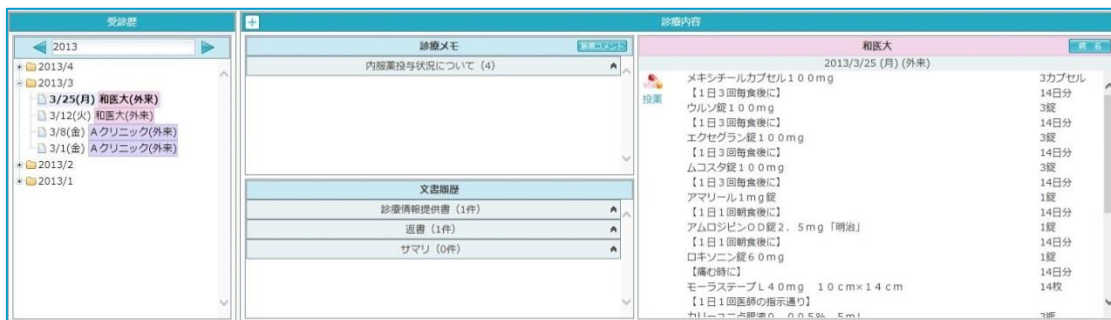 受診歴
2013
2013/4
2013/3
3/25(月) 和医大(外来)
3/12(火) 和医大(外来)
3/8(金) Aクリニック(外来)
3/1(金) Aクリニック(外来)
2013/2
2013/1
診療内容
診療メモ 新規コメント
内服薬投与状況について（4）
文書履歴
診療情報提供書（1件）
返書（1件）
サマリ（0件）
和医大 病 名
2013/3/25 (月) (外来)
投薬
メキシチールカプセル１００ｍｇ 3カプセル
【１日３回毎食後に】 14日分
ウルソ錠１００ｍｇ 3錠
【１日３回毎食後に】 14日分
エクセグラン錠１００ｍｇ 3錠
【１日３回毎食後に】 14日分
ムコスタ錠１００ｍｇ 3錠
【１日３回毎食後に】 14日分
アマリール１ｍｇ錠 1錠
【１日１回朝食後に】 14日分
アムロジピンＯＤ錠２．５ｍｇ「明治」 1錠
【１日１回朝食後に】 14日分
ロキソニン錠６０ｍｇ 1錠
【痛む時に】 14日分
モーラステープＬ４０ｍｇ １０ｃｍ×１４ｃｍ 14枚
【１日１回医師の指示通り】